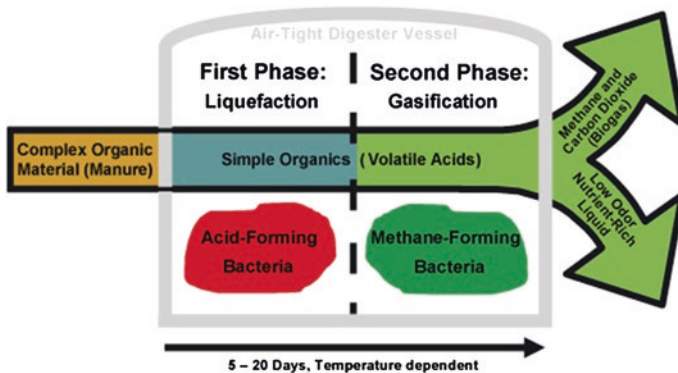 Air-Tight Digester Vessel
First Phase:
Liquefaction
Second Phase:
Gasification
Complex Organic
Material (Manure)
Simple Organics (Volatile Acids)
Methane and
Carbon Dioxide
(Biogas)
Low Odor
Nutrient-Rich
Liquid
Acid-Forming
Bacteria
Methane-Forming
Bacteria
5 – 20 Days, Temperature dependent